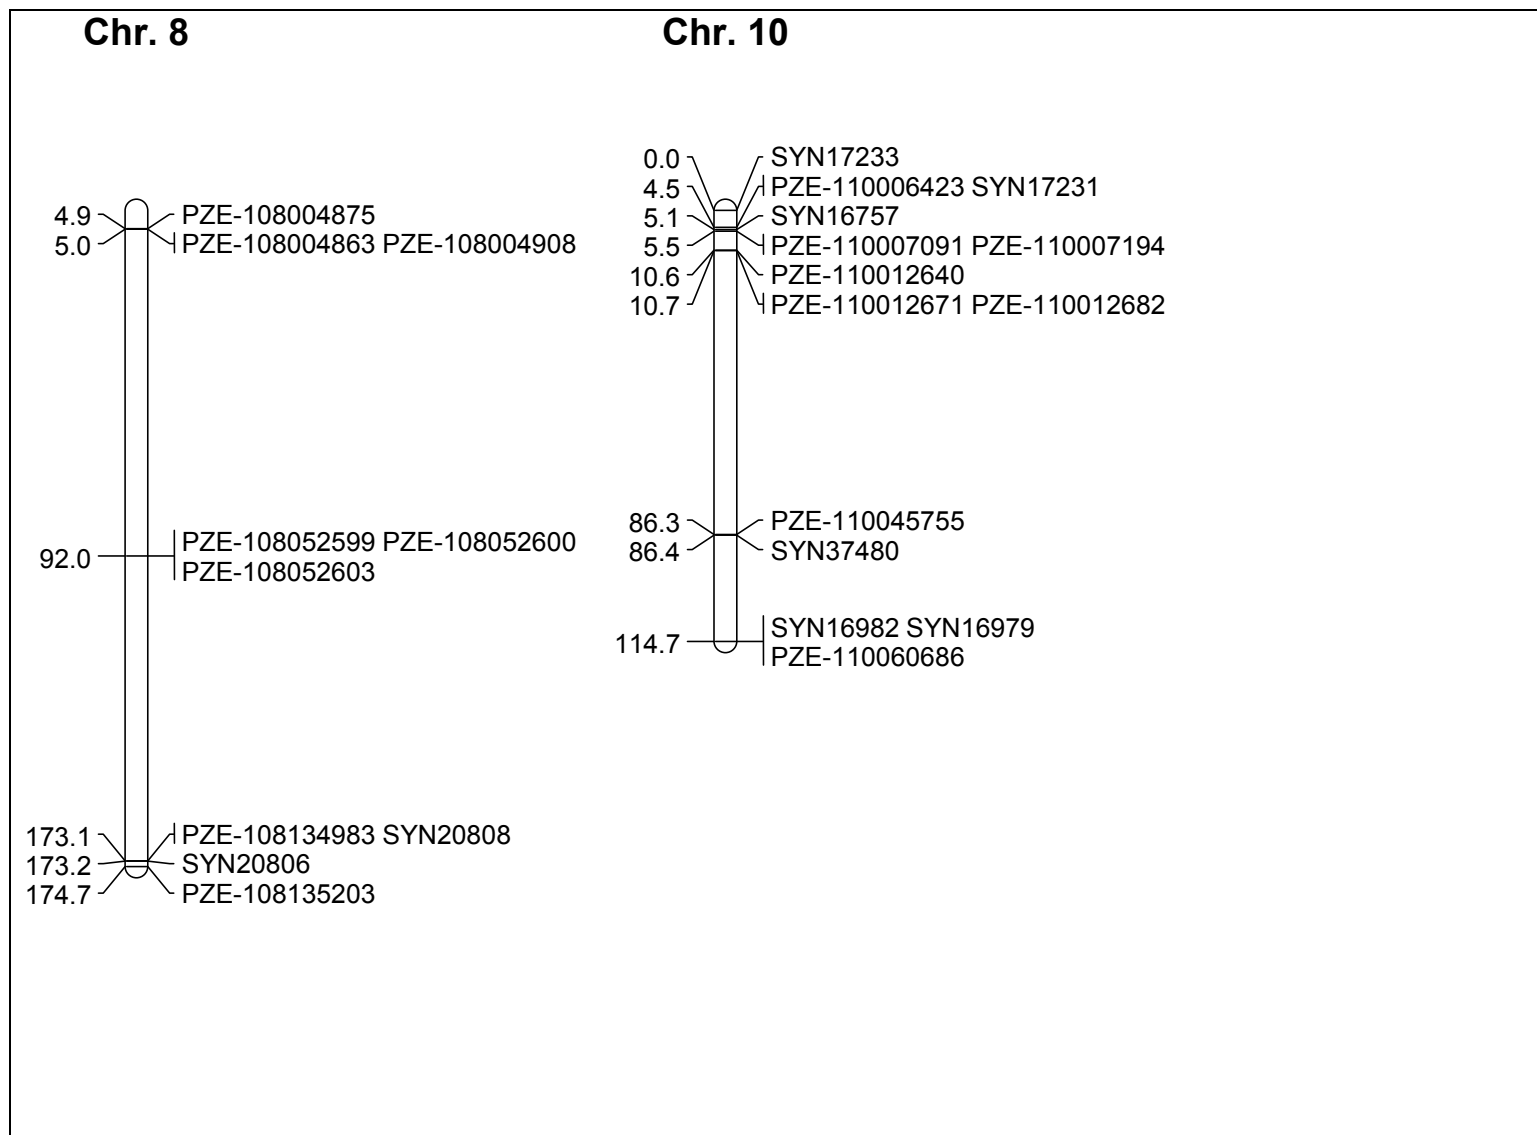 Chr. 8
4.9 PZE-108004875
5.0 PZE-108004863 PZE-108004908
92.0 PZE-108052599 PZE-108052600
PZE-108052603
173.1 PZE-108134983 SYN20808
173.2 SYN20806
174.7 PZE-108135203
Chr. 10
0.0 SYN17233
4.5 PZE-110006423 SYN17231
5.1 SYN16757
5.5 PZE-110007091 PZE-110007194
10.6 PZE-110012640
10.7 PZE-110012671 PZE-110012682
86.3 PZE-110045755
86.4 SYN37480
114.7 SYN16982 SYN16979
PZE-110060686